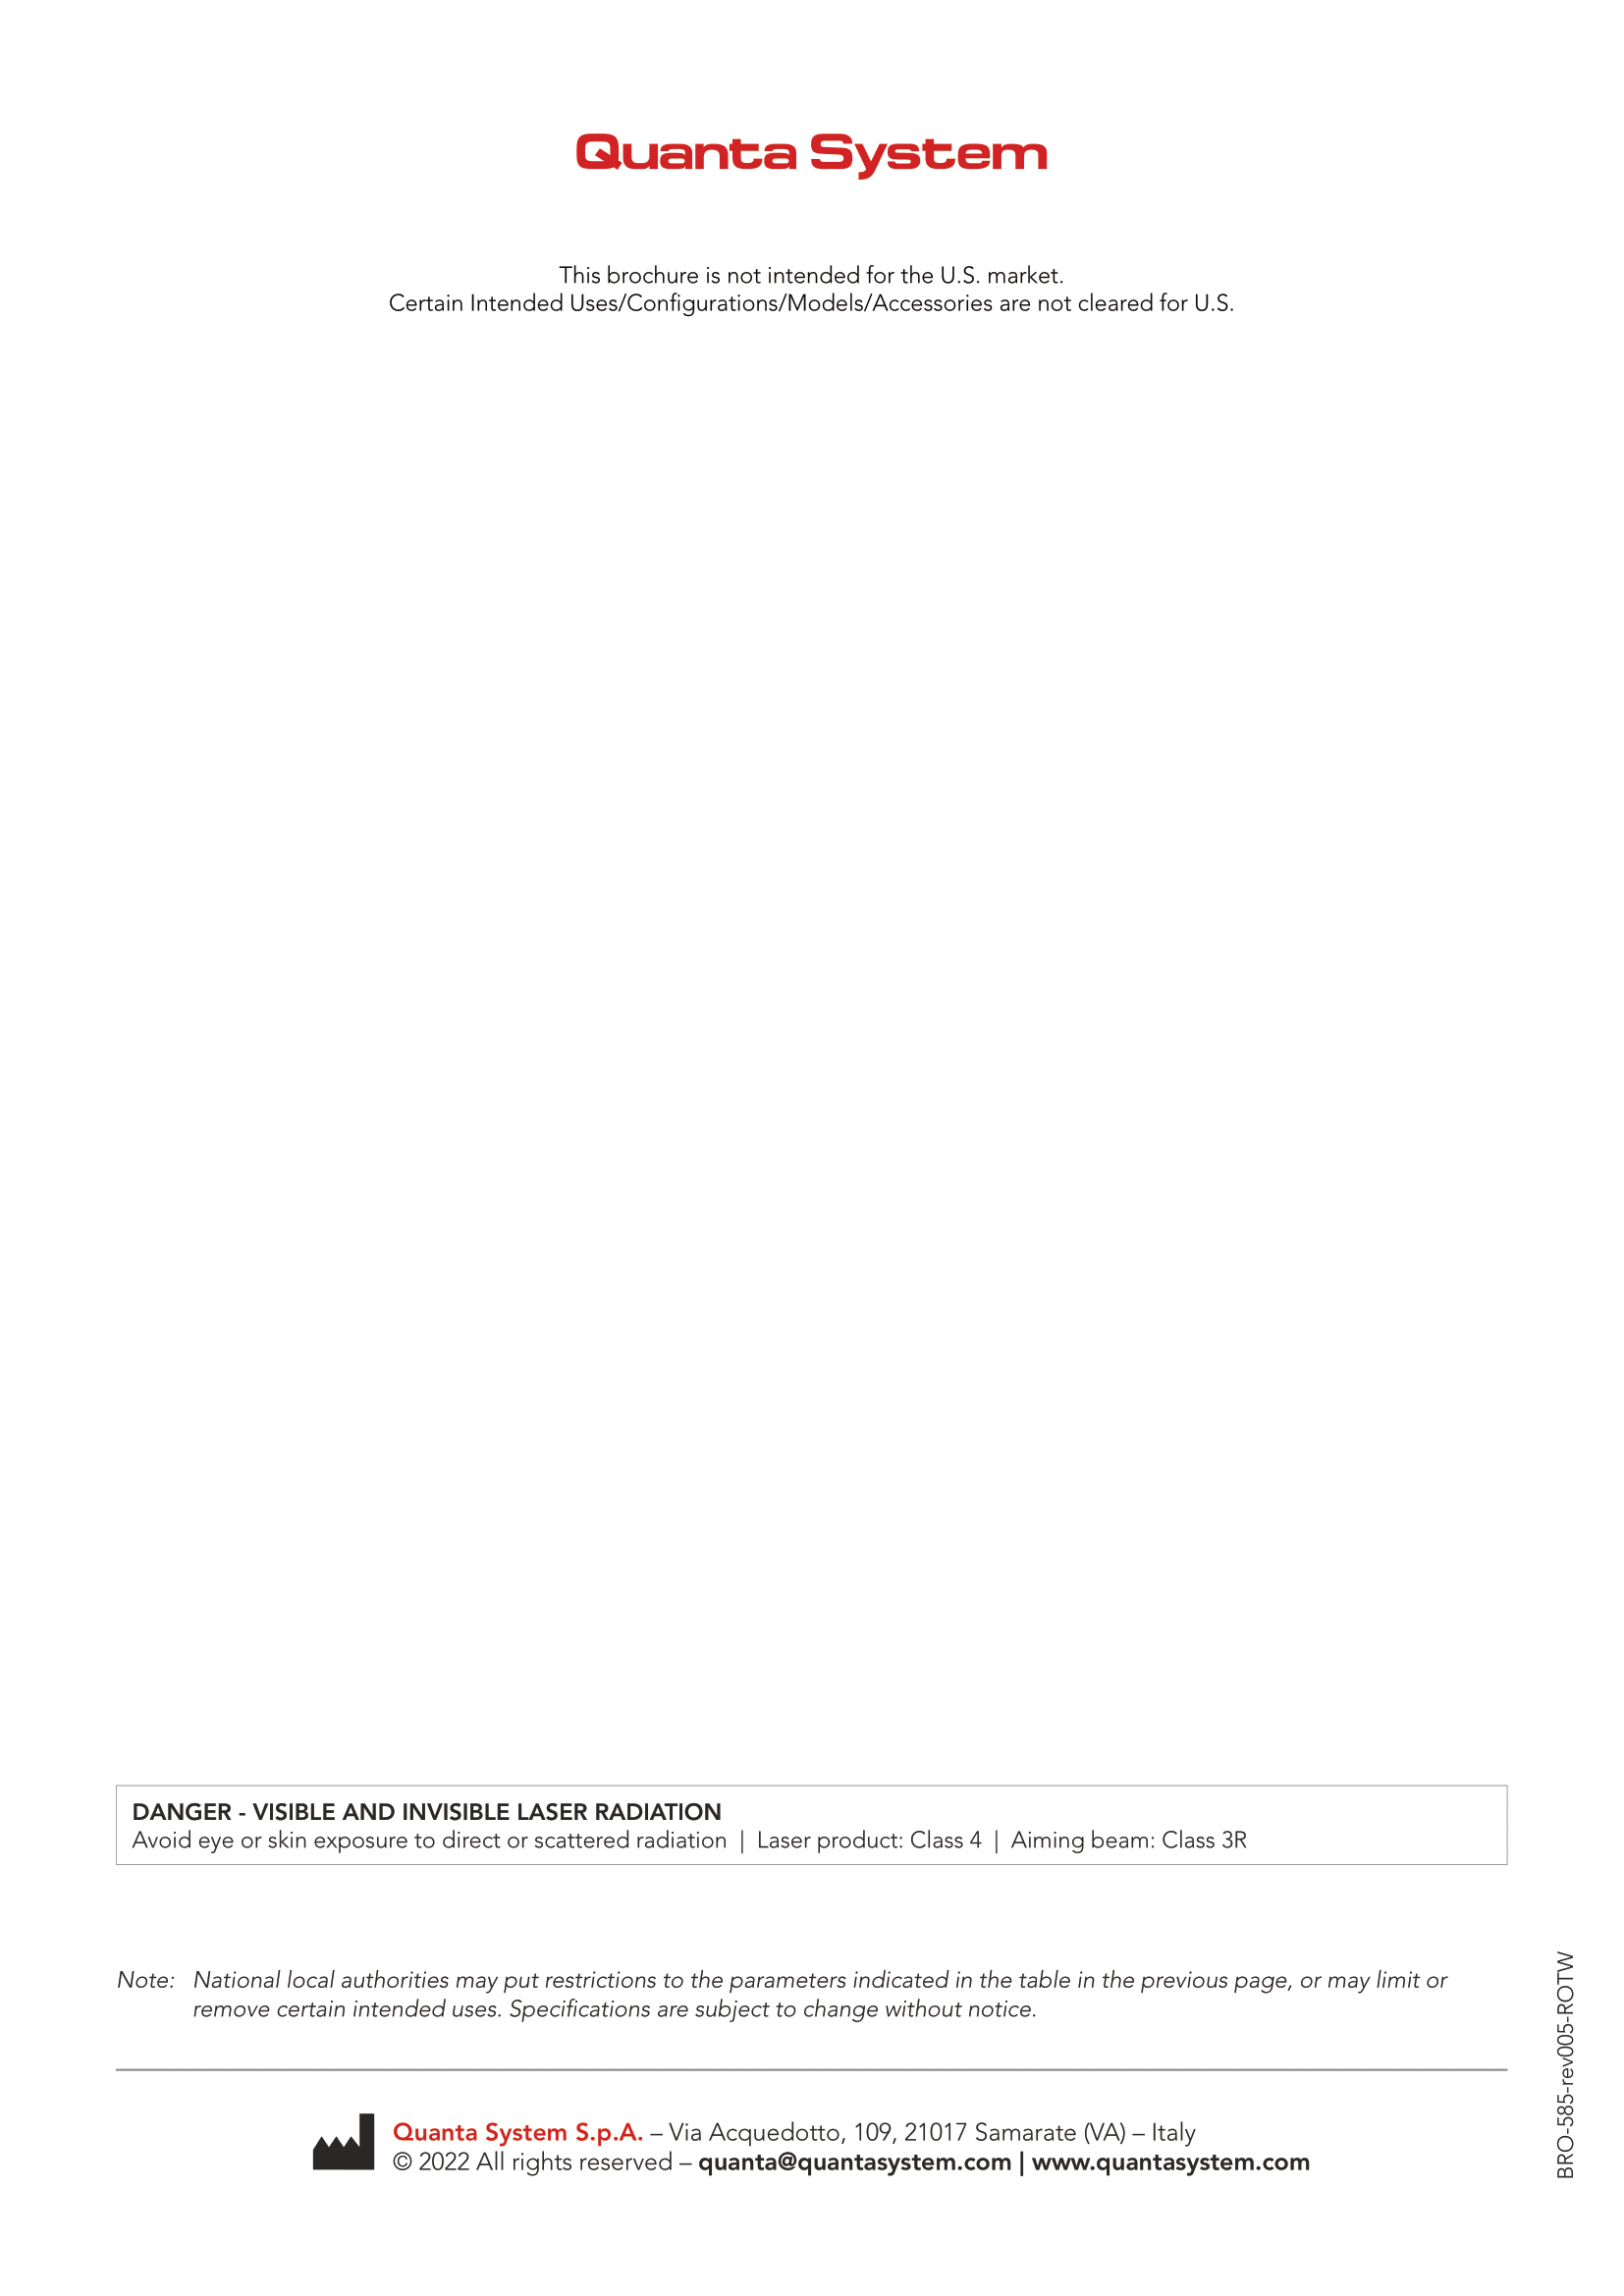 Quanta System
This brochure is not intended for the U.S. market.
Certain Intended Uses/Configurations/Models/Accessories are not cleared for U.S.
DANGER - VISIBLE AND INVISIBLE LASER RADIATION
Avoid eye or skin exposure to direct or scattered radiation | Laser product: Class 4 | Aiming beam: Class 3R
Note: National local authorities may put restrictions to the parameters indicated in the table in the previous page, or may limit or
remove certain intended uses. Specifications are subject to change without notice.
Quanta System S.p.A. – Via Acquedotto, 109, 21017 Samarate (VA) – Italy
© 2022 All rights reserved – quanta@quantasystem.com | www.quantasystem.com
BRO-585-rev005-ROTW